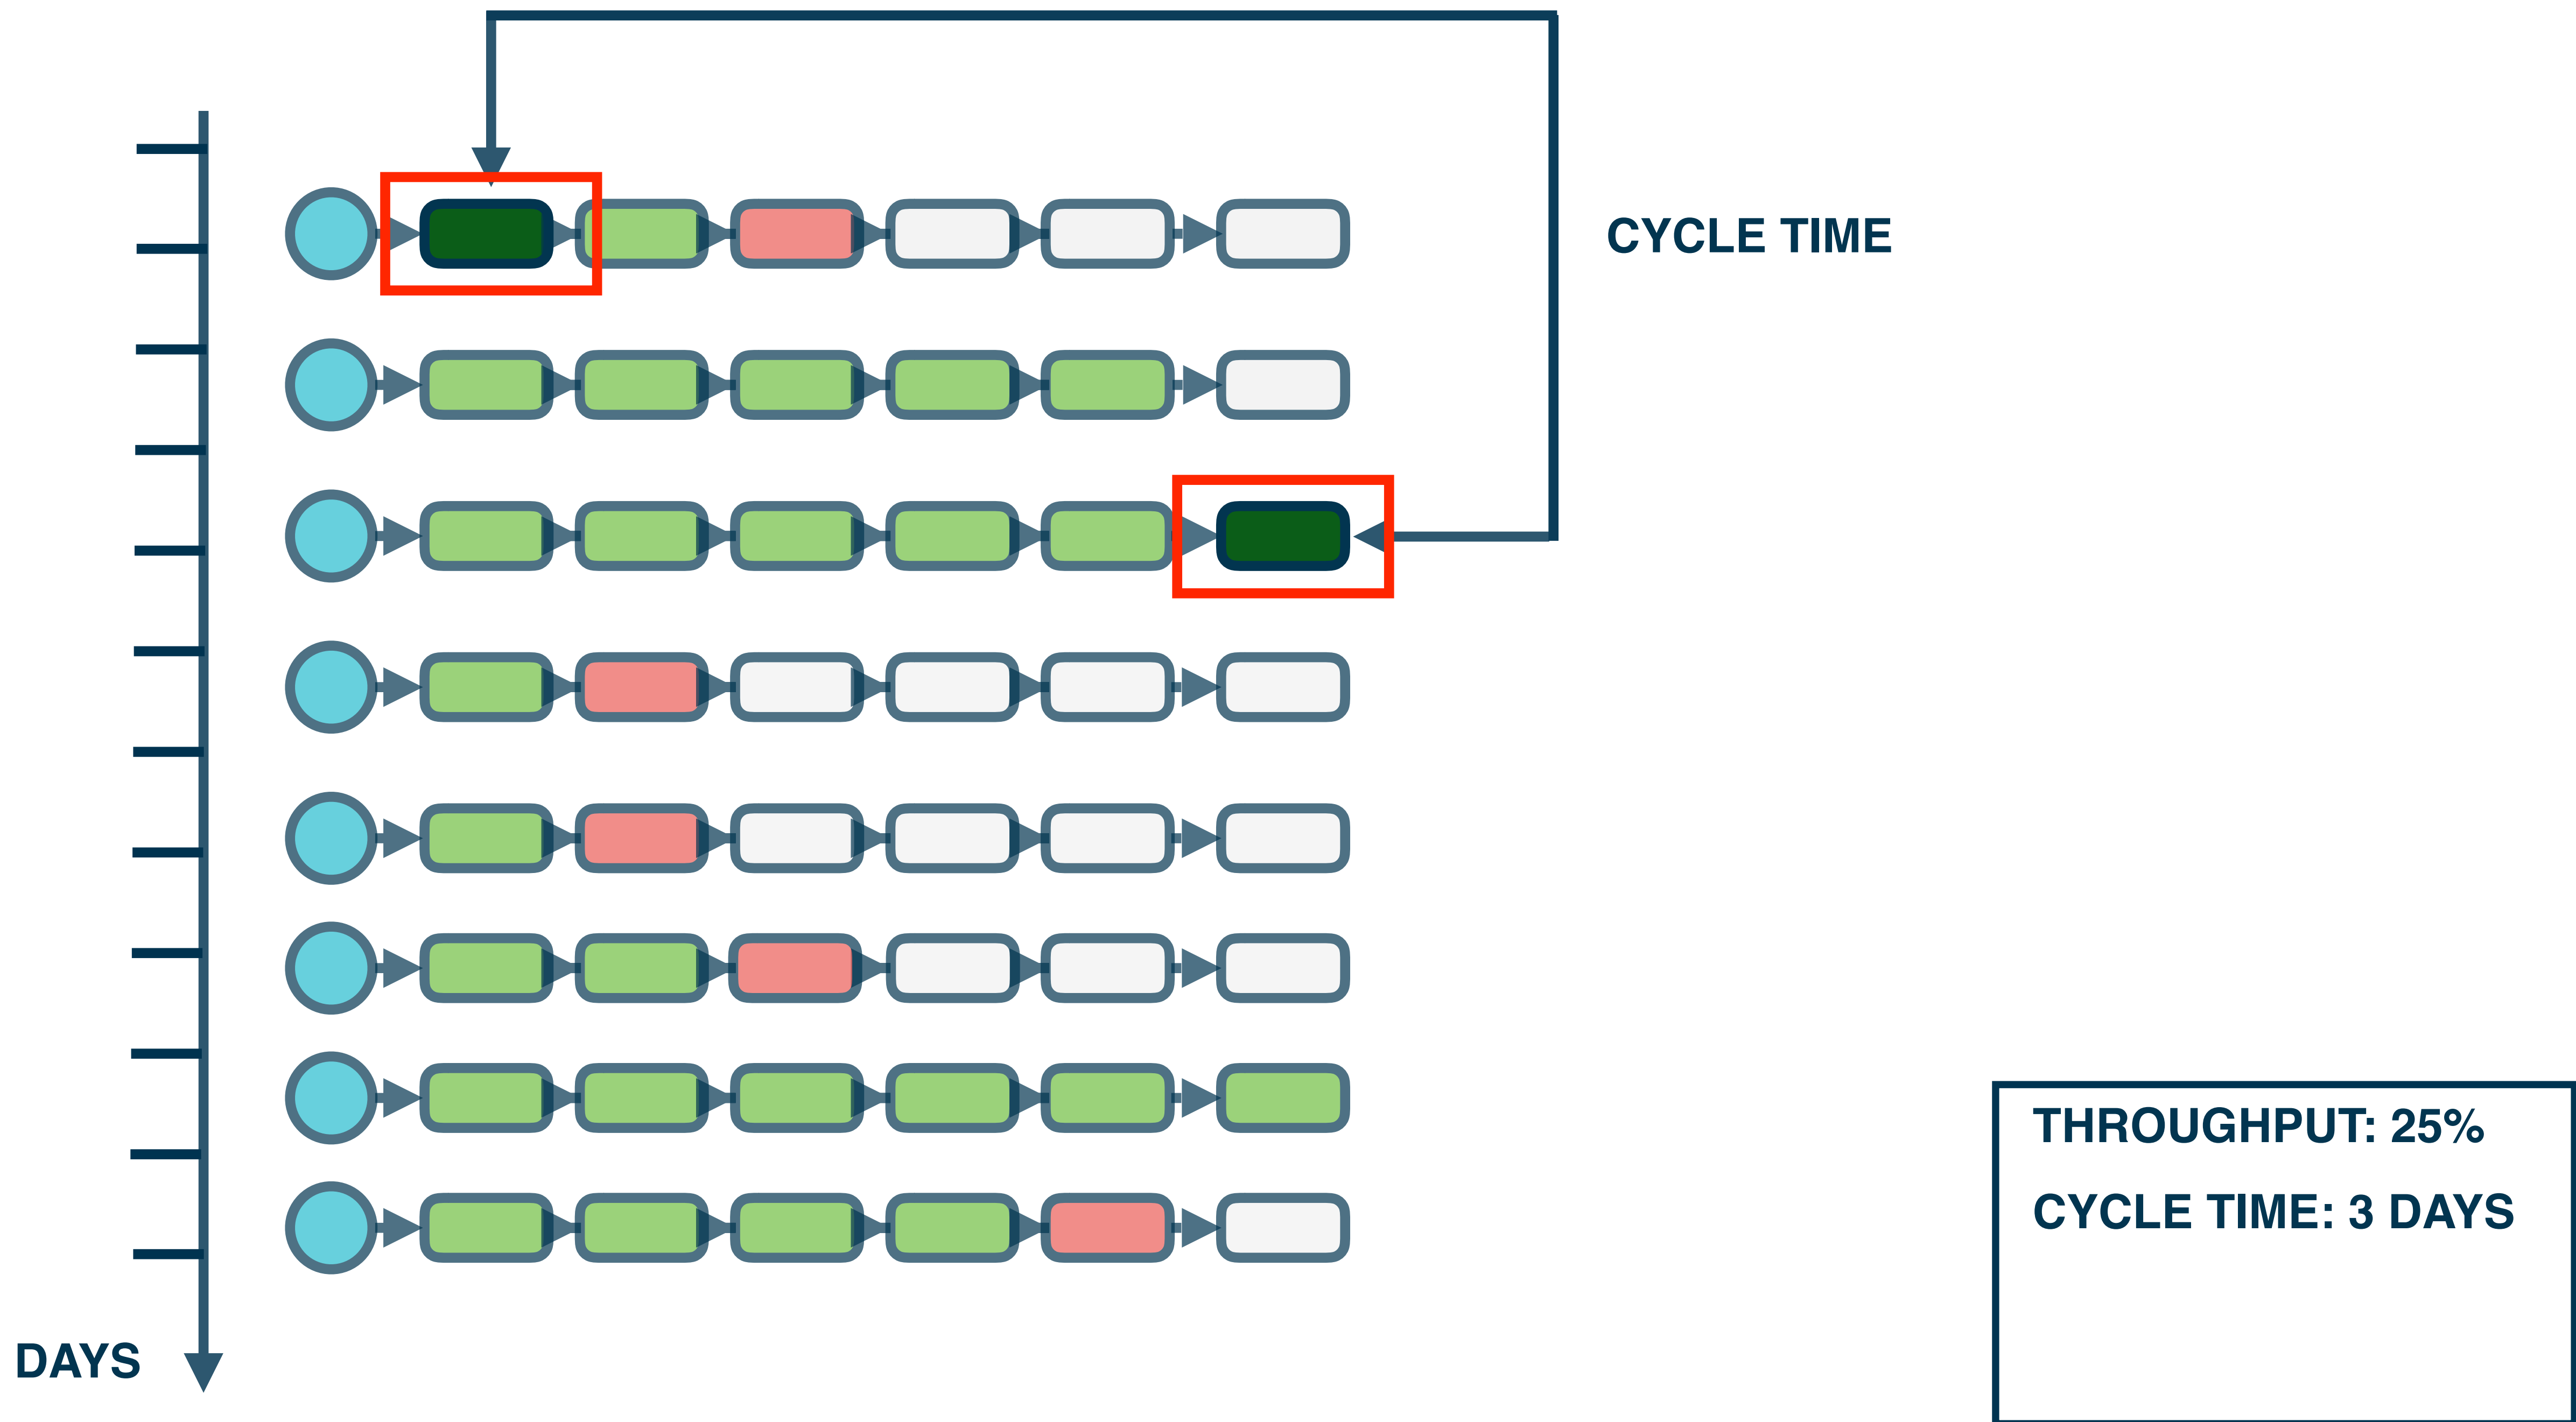 CYCLE TIME
THROUGHPUT: 25%
CYCLE TIME: 3 DAYS
DAYS